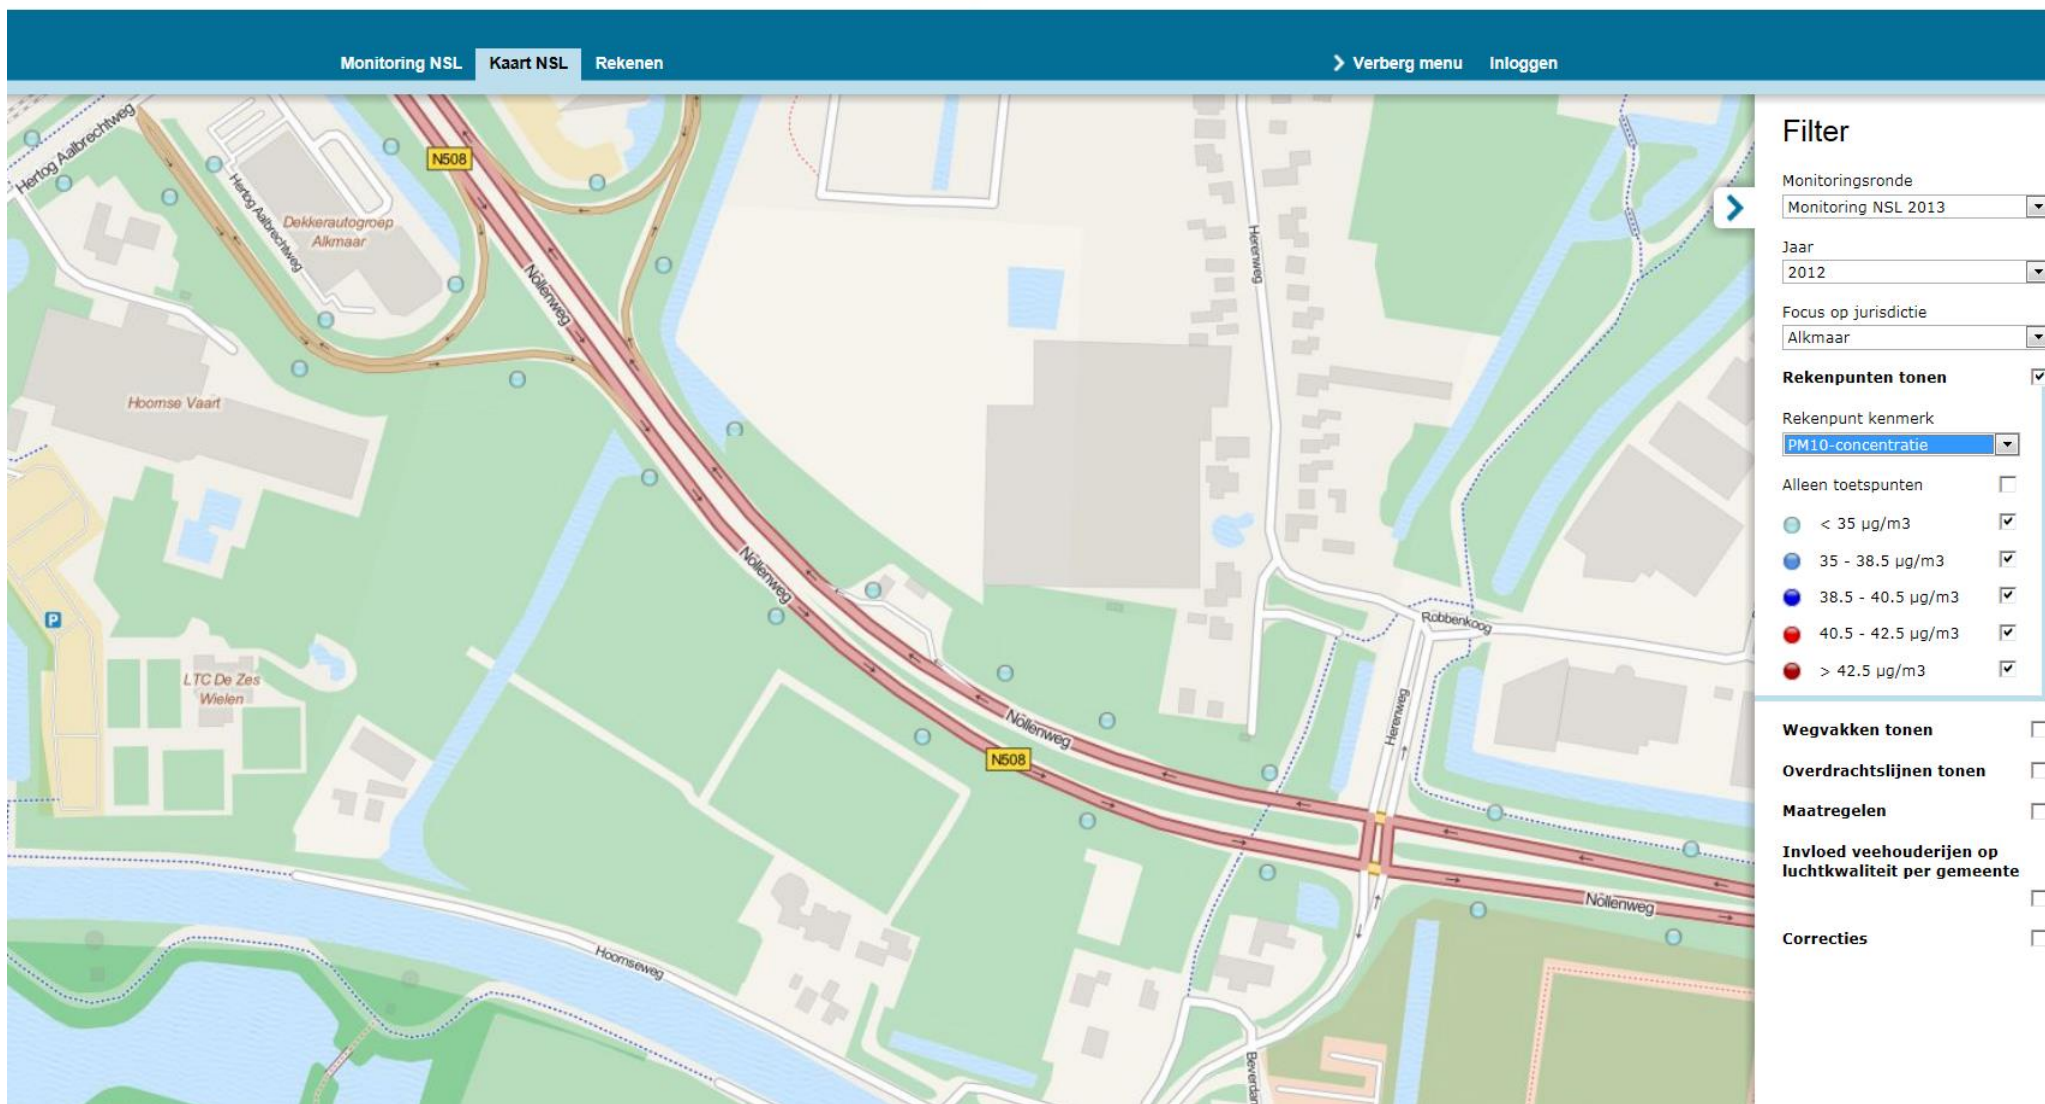 Monitoring NSL
Kaart NSL
Rekenen
Verberg menu
Inloggen
Hertog Aalbrechtweg
Hertog Aalbrechtweg
N508
Dekkerautogroep
Alkmaar
Nollenweg
Herenweg
Hoornse Vaart
Nollenweg
P
LTC De Zes
Wielen
Robbenkoog
Herenweg
Nollenweg
N508
Nollenweg
Hoornseweg
Beverdam
Filter
Monitoringsronde
Monitoring NSL 2013
Jaar
2012
Focus op jurisdictie
Alkmaar
Rekenpunten tonen
Rekenpunt kenmerk
PM10-concentratie
Alleen toetspunten
< 35 µg/m3
35 - 38.5 µg/m3
38.5 - 40.5 µg/m3
40.5 - 42.5 µg/m3
> 42.5 µg/m3
Wegvakken tonen
Overdrachtslijnen tonen
Maatregelen
Invloed veehouderijen op
luchtkwaliteit per gemeente
Correcties